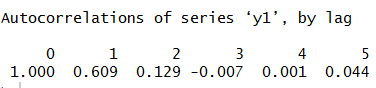 Autocorrelations of series ‘y1’, by lag
0 1 2 3 4 5
1.000 0.609 0.129 -0.007 0.001 0.044